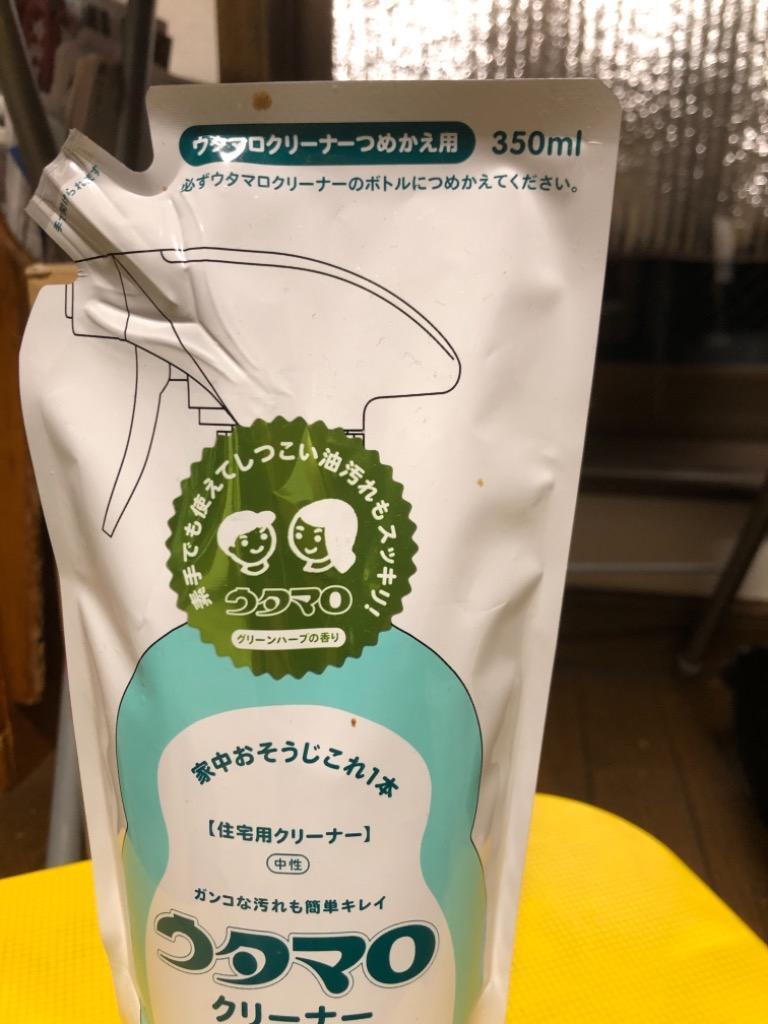 ウタマロクリーナーつめかえ用 350ml
必ずウタマロクリーナーのボトルにつめかえてください。
素手でも使えてしつこい油汚れもスッキリ!
ウタマロ
グリーンハーブの香り
家中おそうじこれ1本
【住宅用クリーナー】
中性
ガンコな汚れも簡単キレイ
ウタマロ
クリーナー